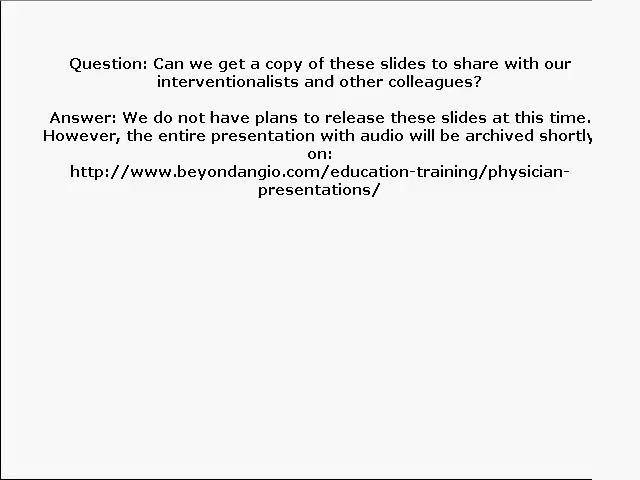 Question: Can we get a copy of these slides to share with our
interventionalists and other colleagues?
Answer: We do not have plans to release these slides at this time.
However, the entire presentation with audio will be archived shortly
on:
http://www.beyondangio.com/education-training/physician-
presentations/